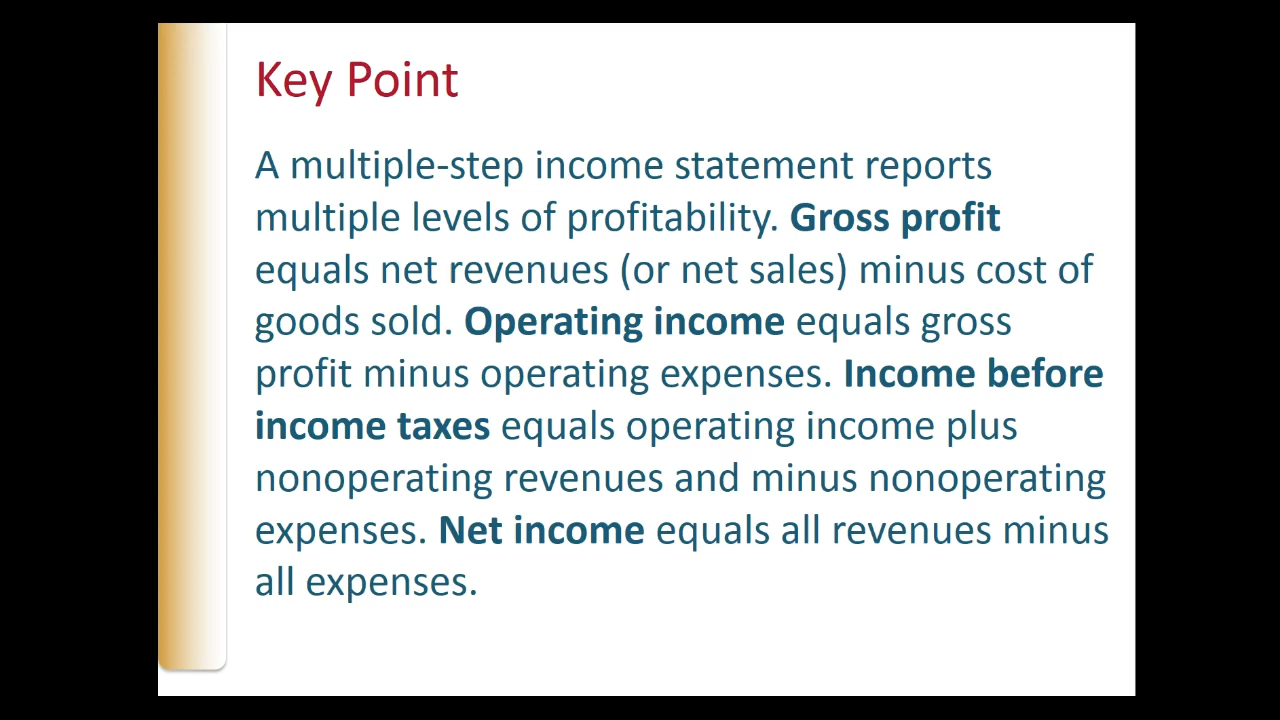 Key Point
A multiple-step income statement reports
multiple levels of profitability. Gross profit
equals net revenues (or net sales) minus cost of
goods sold. Operating income equals gross
profit minus operating expenses. Income before
income taxes equals operating income plus
nonoperating revenues and minus nonoperating
expenses. Net income equals all revenues minus
all expenses.